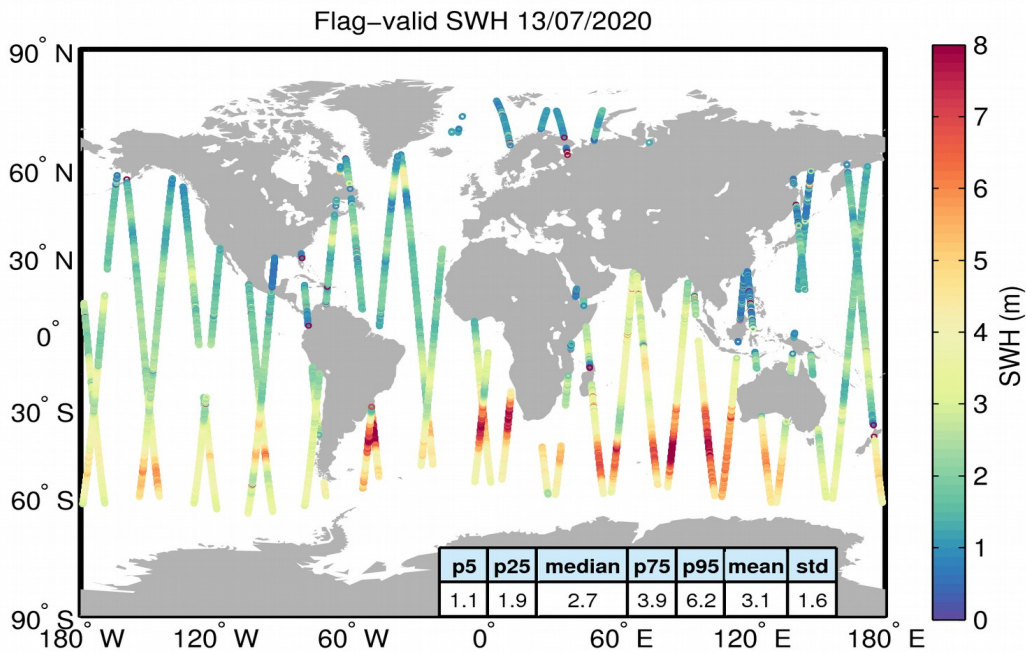 Flag−valid SWH 13/07/2020
90° N
60° N
30° N
0°
30° S
60° S
90° S
180° W
120° W
60° W
0°
60° E
120° E
180° E
8
7
6
5
4
3
2
1
0
SWH (m)
p5 p25 median p75 p95 mean std
1.1 1.9 2.7 3.9 6.2 3.1 1.6